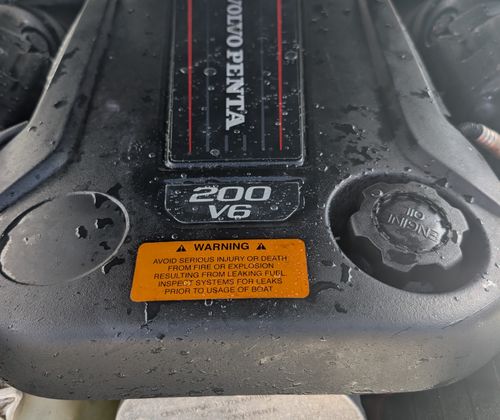 VOLVO PENTA
200
V6
ENGINE
OIL
WARNING
AVOID SERIOUS INJURY OR DEATH
FROM FIRE OR EXPLOSION
RESULTING FROM LEAKING FUEL
INSPECT SYSTEMS FOR LEAKS
PRIOR TO USAGE OF BOAT